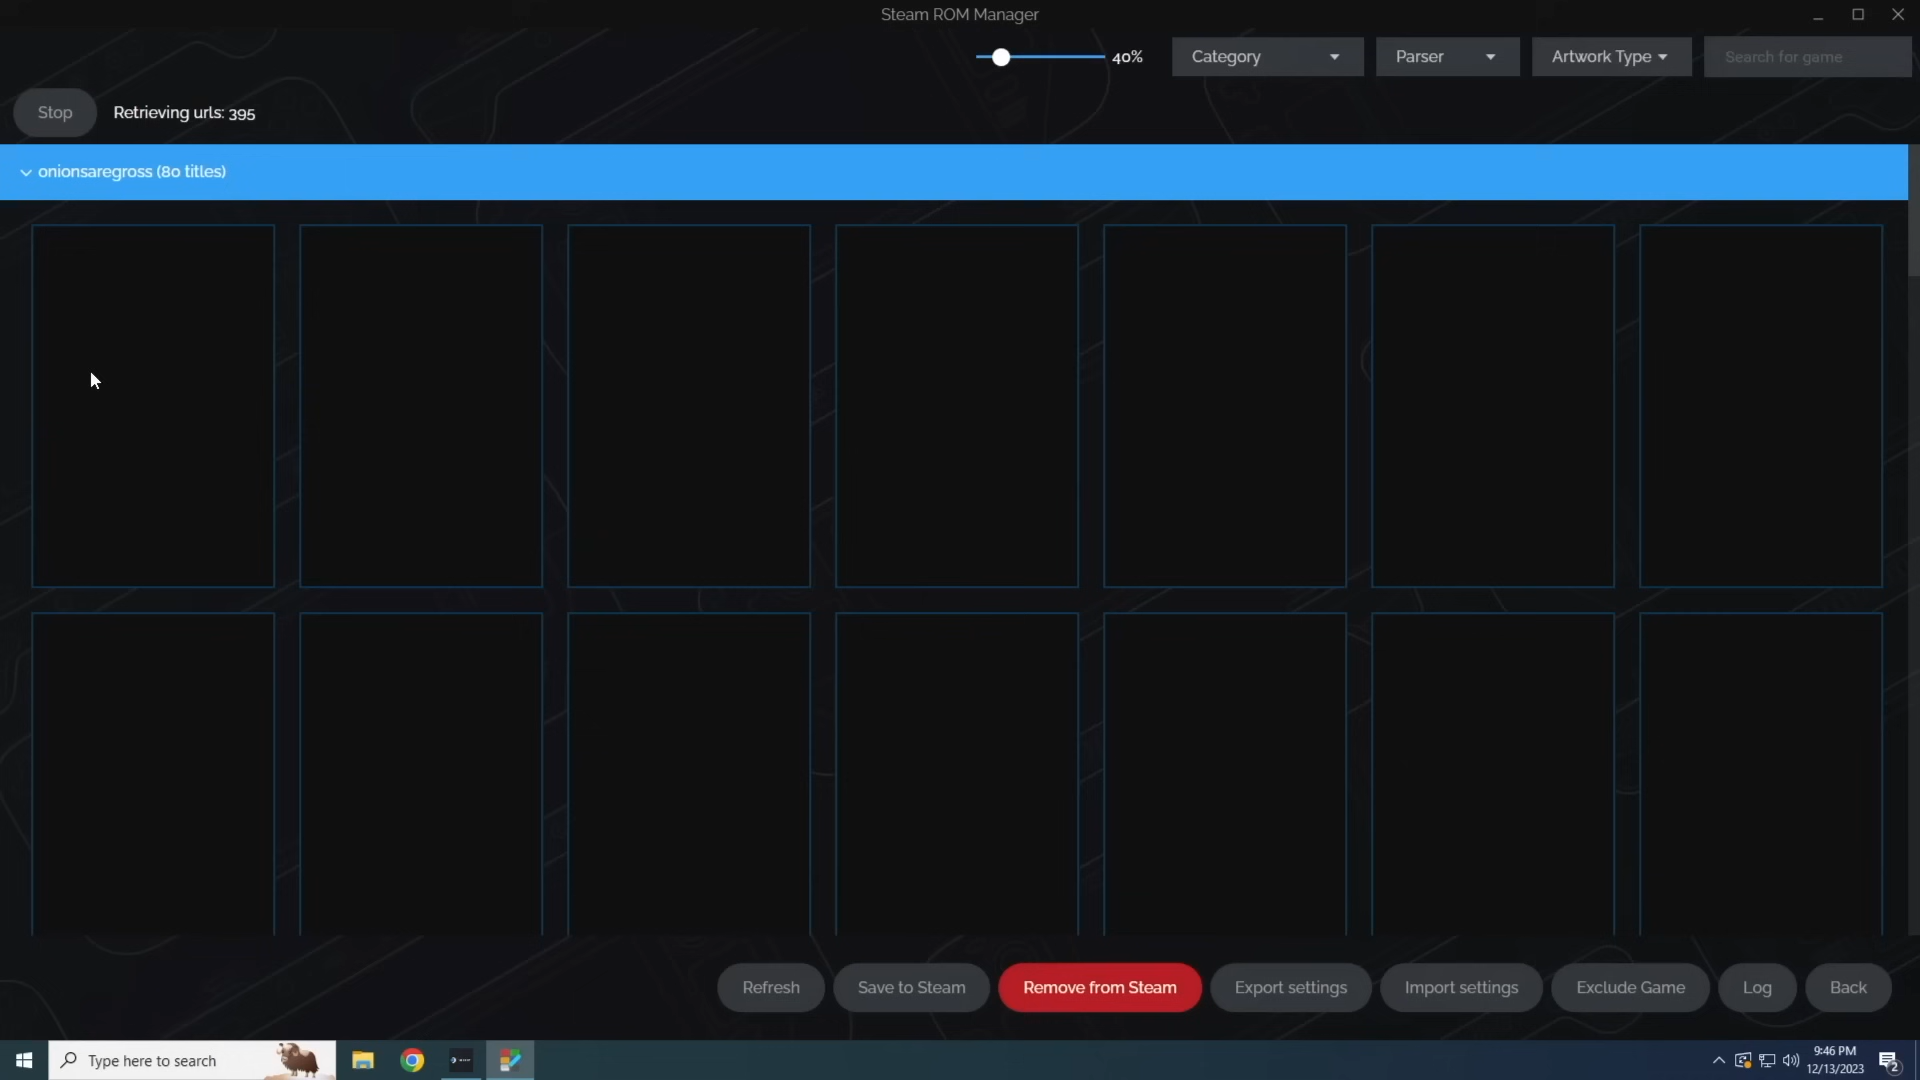 Steam ROM Manager
40%
Category
Parser
Artwork Type
Search for game
Stop
Retrieving urls: 395
onionsaregross (80 titles)
Refresh
Save to Steam
Remove from Steam
Export settings
Import settings
Exclude Game
Log
Back
Type here to search
9:46 PM
12/13/2023
2